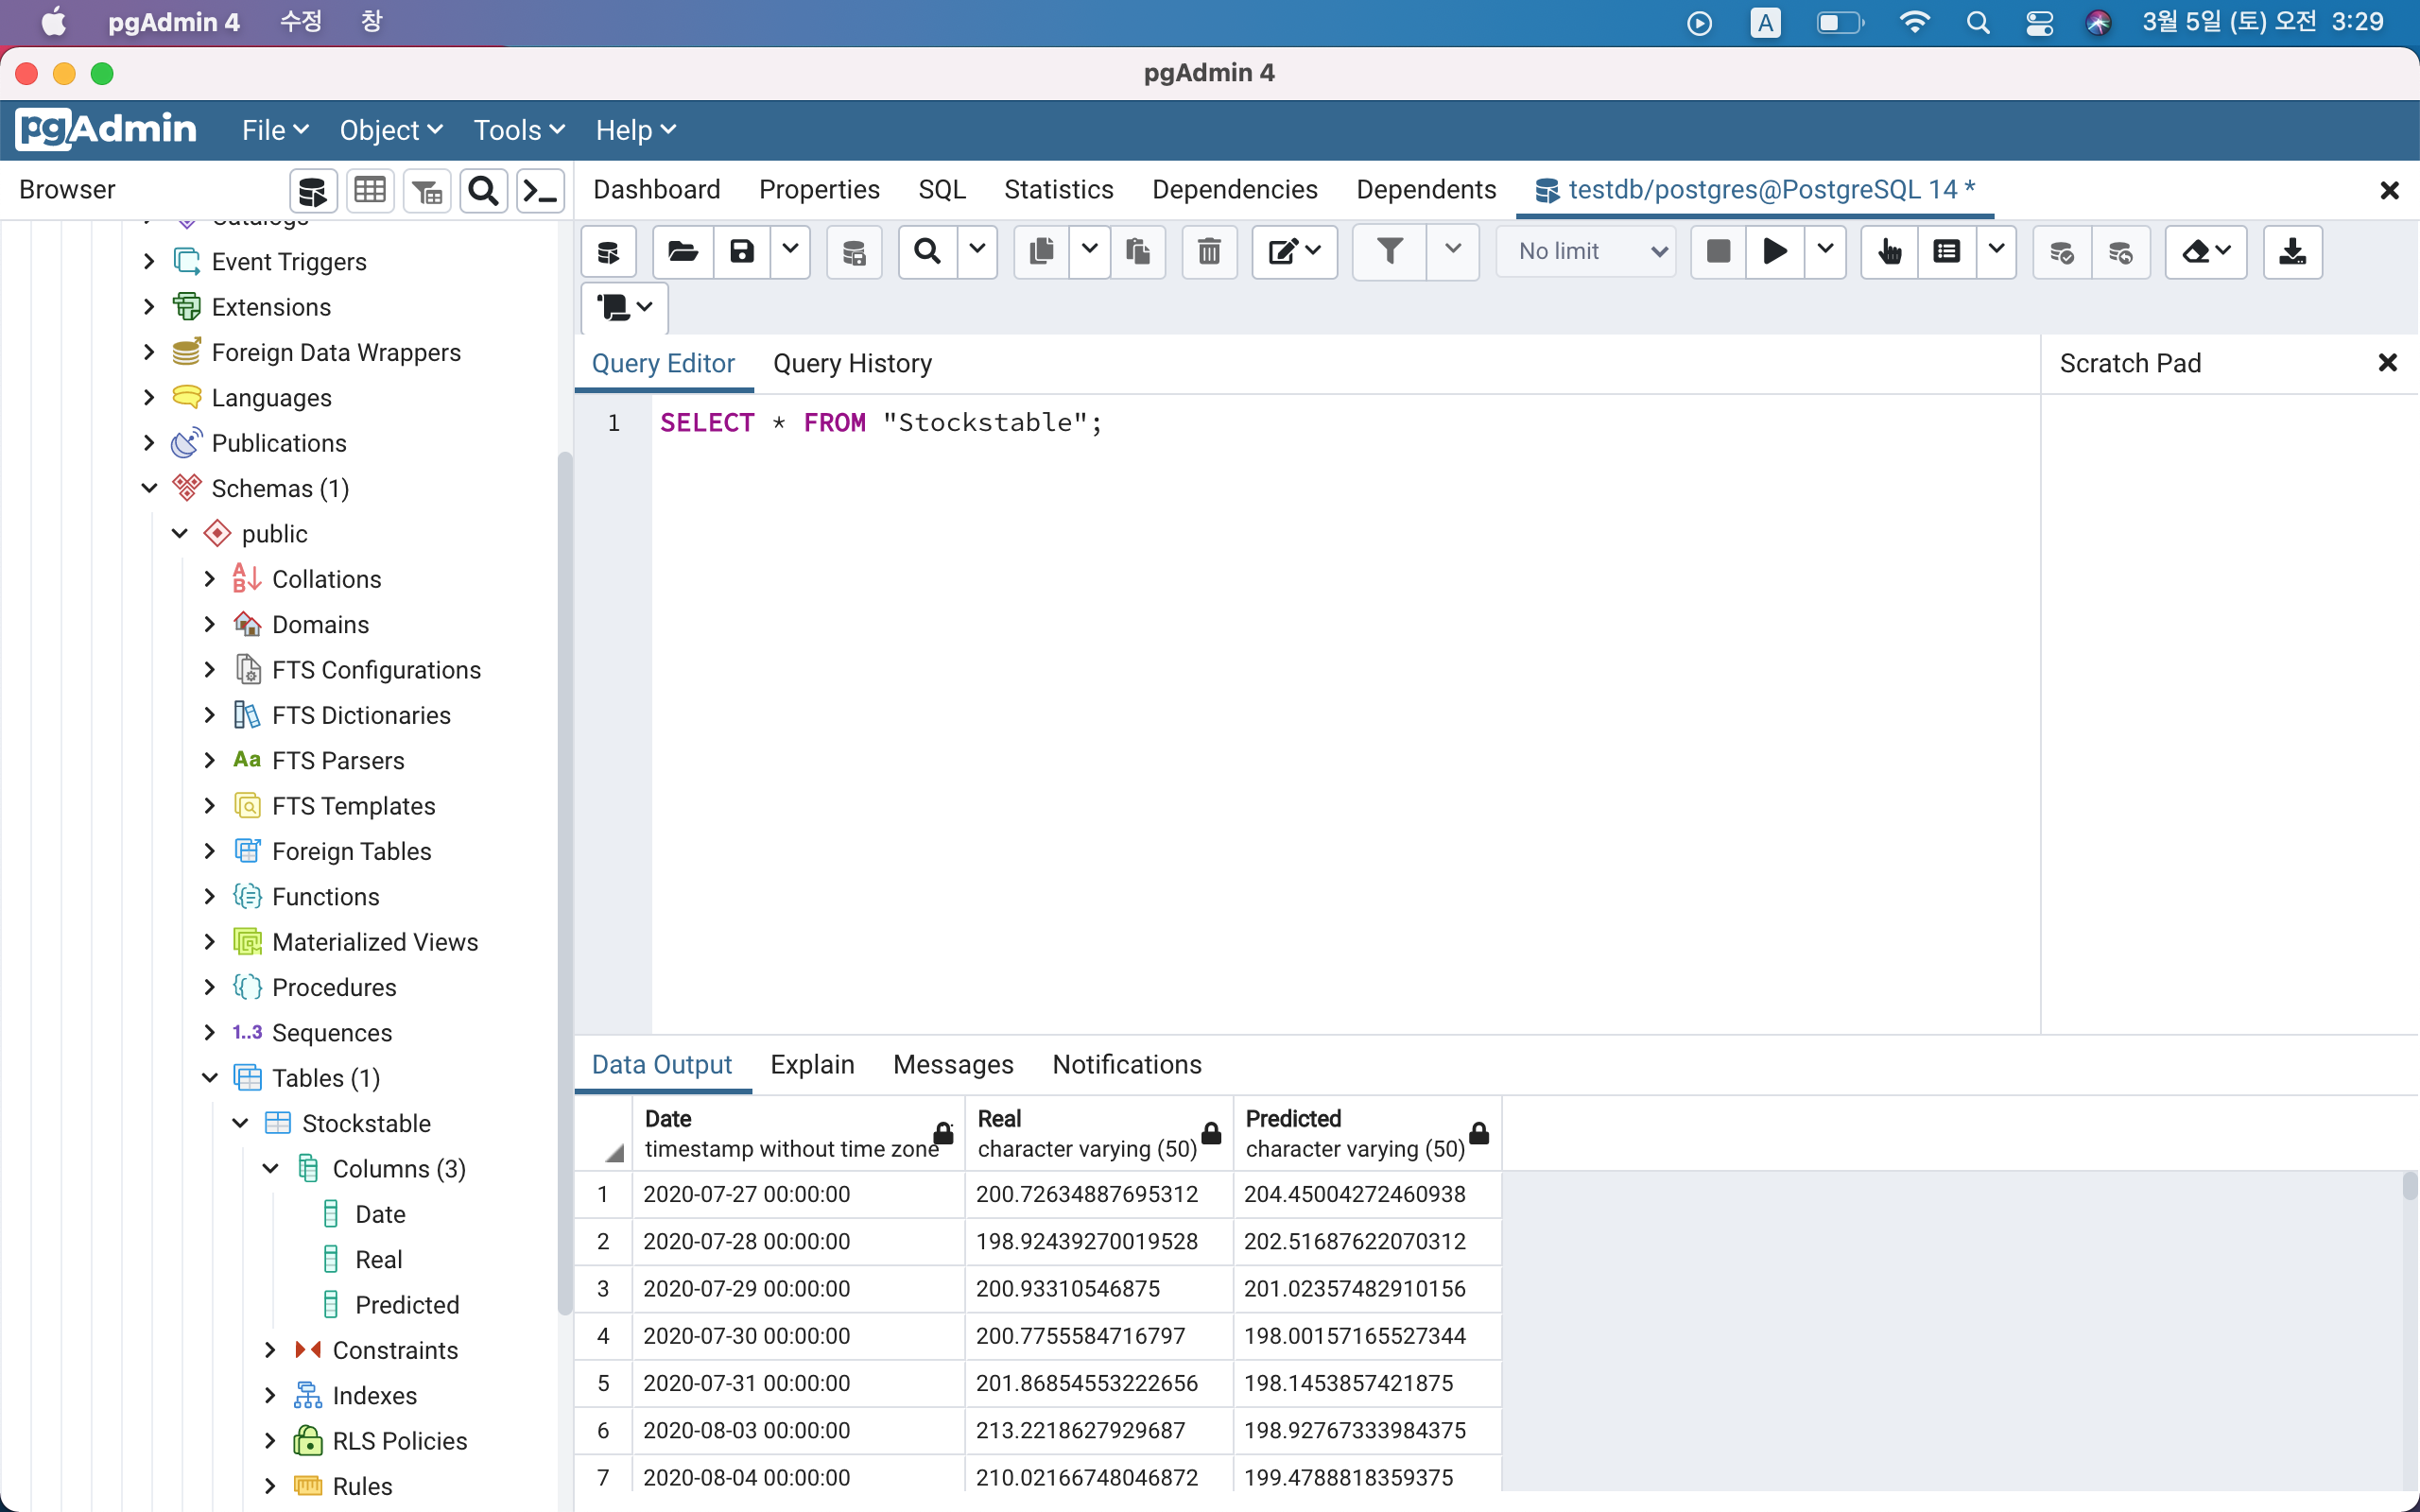 pgAdmin 4 수정 창 A 3월 5일 (토) 오전 3:29
pgAdmin 4
pgAdmin File Object Tools Help
Browser
Dashboard Properties SQL Statistics Dependencies Dependents testdb/postgres@PostgreSQL 14 *
No limit
Catalogs
Event Triggers
Extensions
Foreign Data Wrappers
Languages
Publications
Schemas (1)
public
Collations
Domains
FTS Configurations
FTS Dictionaries
Aa FTS Parsers
FTS Templates
Foreign Tables
Functions
Materialized Views
Procedures
1..3 Sequences
Tables (1)
Stockstable
Columns (3)
Date
Real
Predicted
Constraints
Indexes
RLS Policies
Rules
Query Editor Query History
Scratch Pad
1 SELECT * FROM "Stockstable";
Data Output Explain Messages Notifications
Date Real Predicted
timestamp without time zone character varying (50) character varying (50)
1 2020-07-27 00:00:00 200.72634887695312 204.45004272460938
2 2020-07-28 00:00:00 198.92439270019528 202.51687622070312
3 2020-07-29 00:00:00 200.93310546875 201.02357482910156
4 2020-07-30 00:00:00 200.7755584716797 198.00157165527344
5 2020-07-31 00:00:00 201.86854553222656 198.1453857421875
6 2020-08-03 00:00:00 213.2218627929687 198.92767333984375
7 2020-08-04 00:00:00 210.02166748046872 199.4788818359375